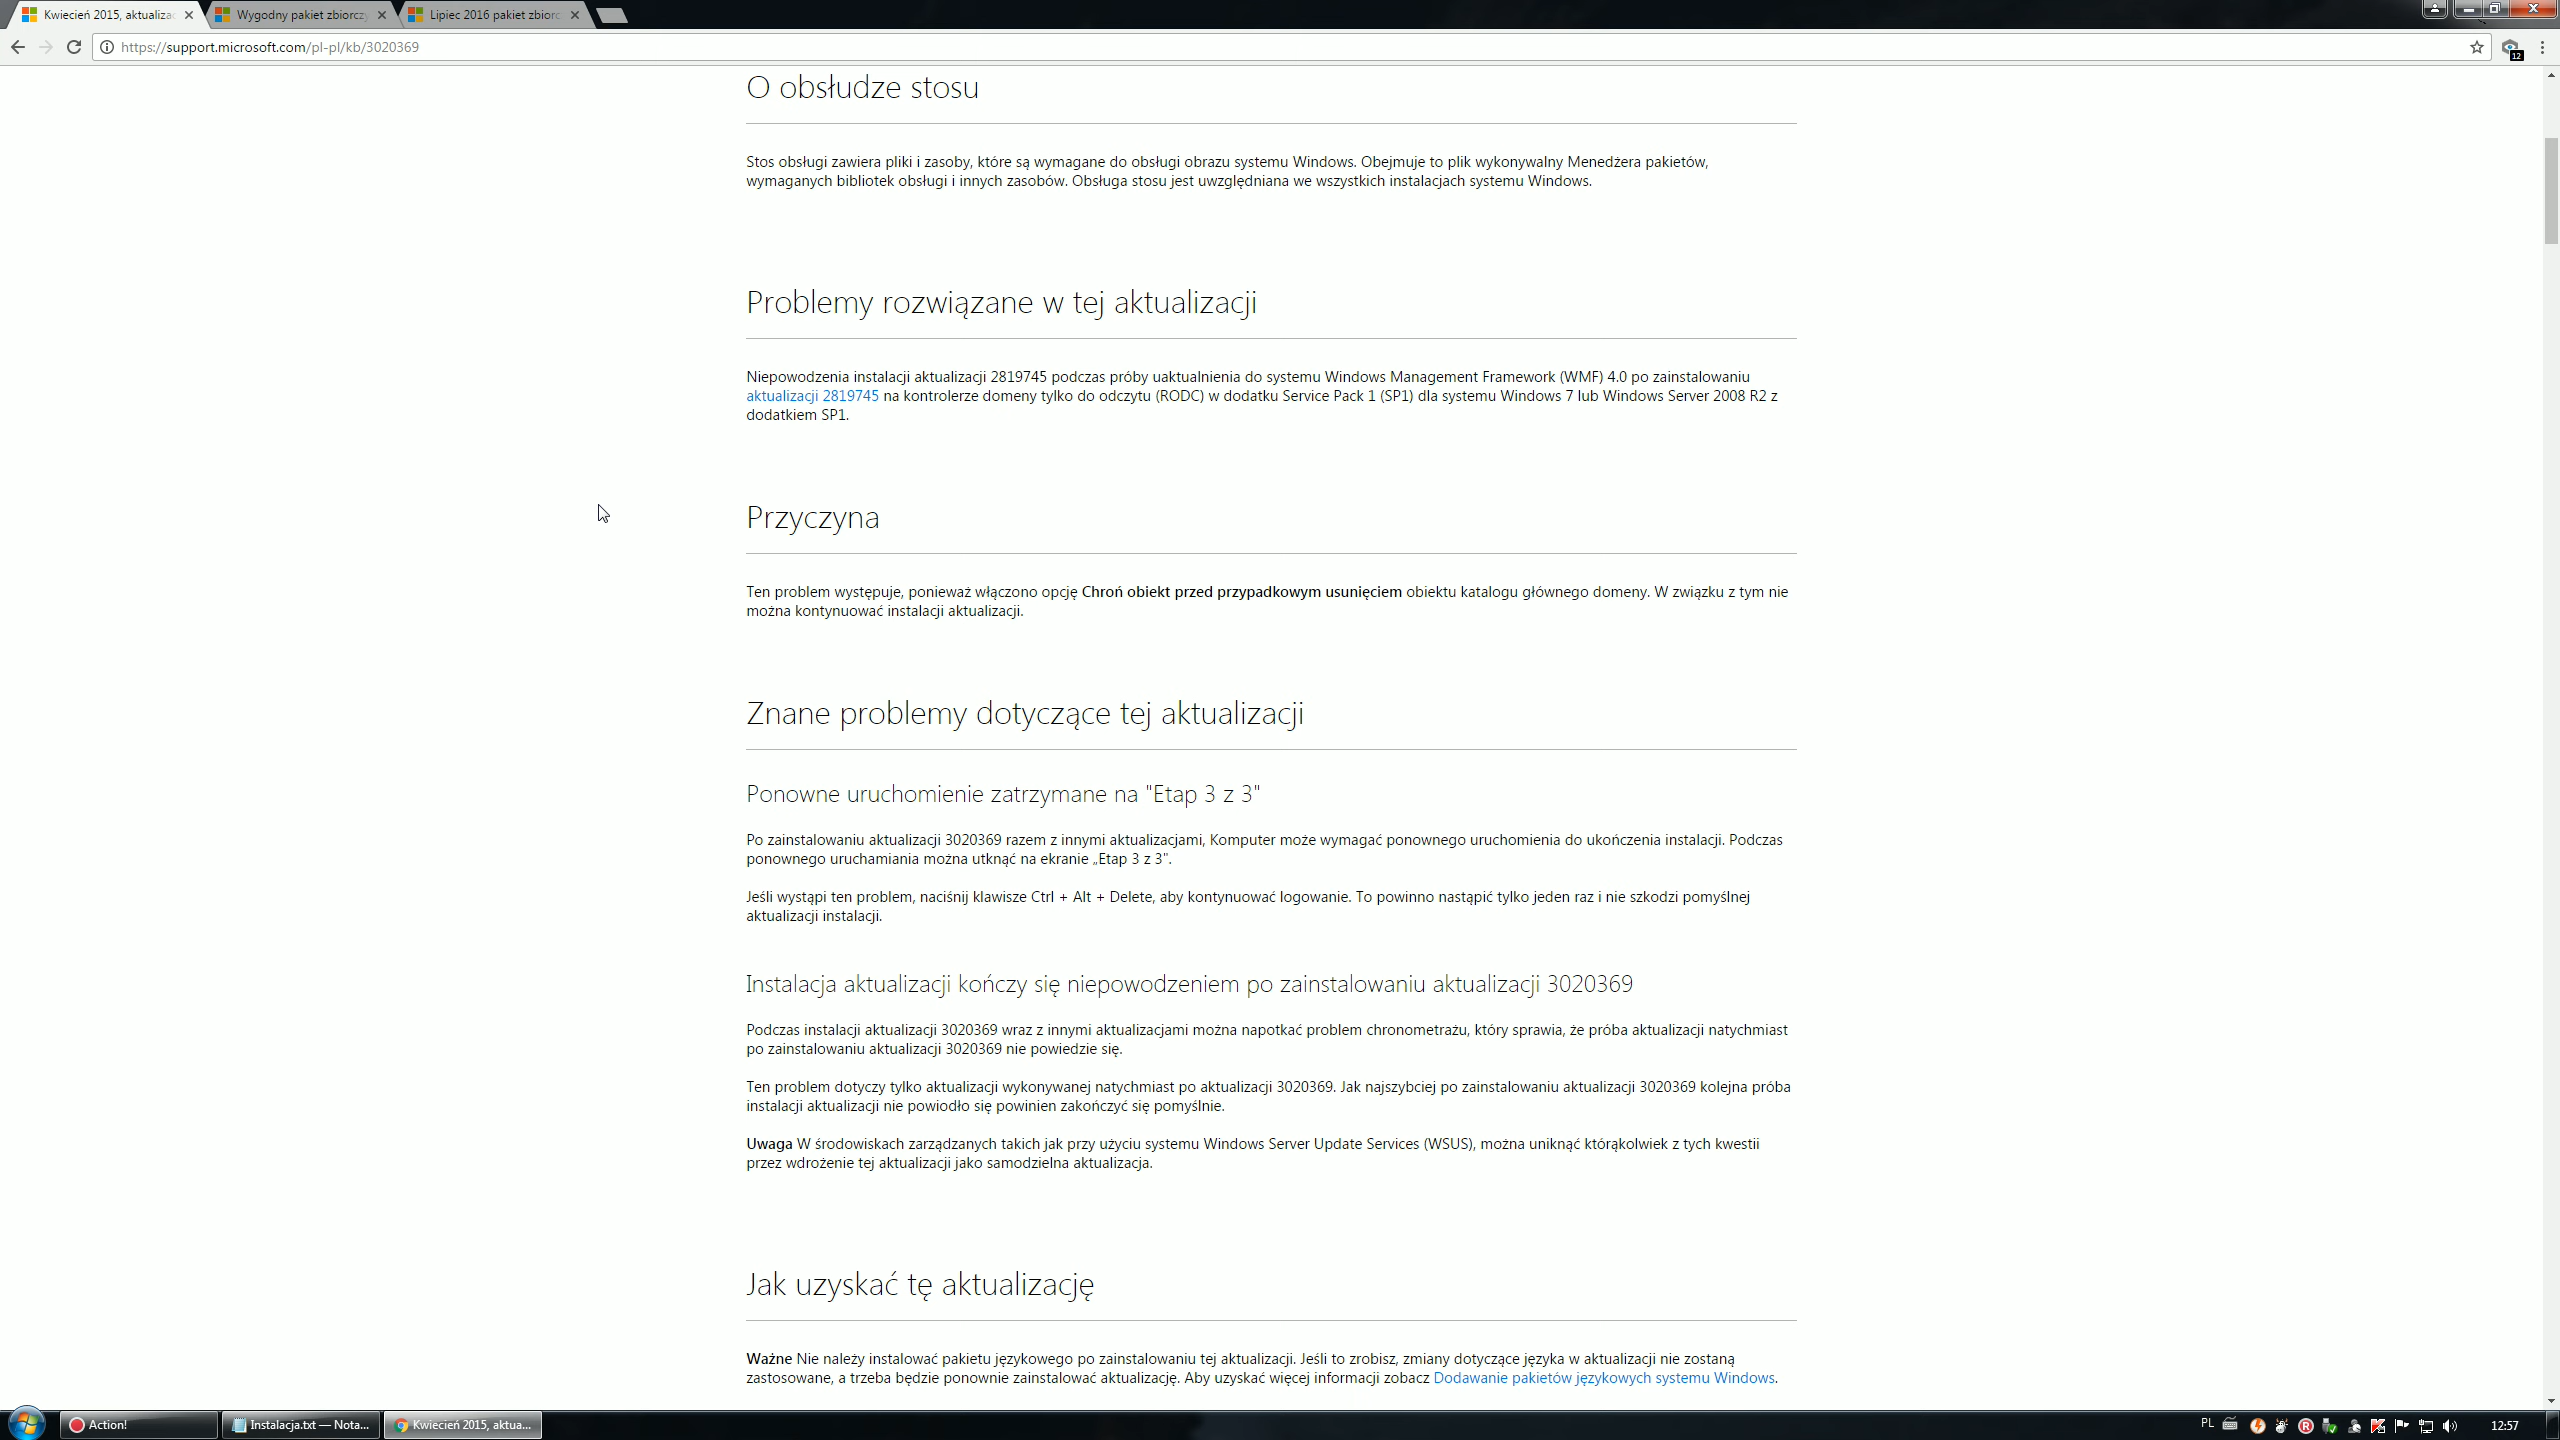 Kwiecień 2015, aktualizac
Wygodny pakiet zbiorczy
Lipiec 2016 pakiet zbiorc
https://support.microsoft.com/pl-pl/kb/3020369
12
O obsłudze stosu
Stos obsługi zawiera pliki i zasoby, które są wymagane do obsługi obrazu systemu Windows. Obejmuje to plik wykonywalny Menedżera pakietów,
wymaganych bibliotek obsługi i innych zasobów. Obsługa stosu jest uwzględniana we wszystkich instalacjach systemu Windows.
Problemy rozwiązane w tej aktualizacji
Niepowodzenia instalacji aktualizacji 2819745 podczas próby uaktualnienia do systemu Windows Management Framework (WMF) 4.0 po zainstalowaniu
aktualizacji 2819745 na kontrolerze domeny tylko do odczytu (RODC) w dodatku Service Pack 1 (SP1) dla systemu Windows 7 lub Windows Server 2008 R2 z
dodatkiem SP1.
Przyczyna
Ten problem występuje, ponieważ włączono opcję Chroń obiekt przed przypadkowym usunięciem obiektu katalogu głównego domeny. W związku z tym nie
można kontynuować instalacji aktualizacji.
Znane problemy dotyczące tej aktualizacji
Ponowne uruchomienie zatrzymane na "Etap 3 z 3"
Po zainstalowaniu aktualizacji 3020369 razem z innymi aktualizacjami, Komputer może wymagać ponownego uruchomienia do ukończenia instalacji. Podczas
ponownego uruchamiania można utknąć na ekranie „Etap 3 z 3”.
Jeśli wystąpi ten problem, naciśnij klawisze Ctrl + Alt + Delete, aby kontynuować logowanie. To powinno nastąpić tylko jeden raz i nie szkodzi pomyślnej
aktualizacji instalacji.
Instalacja aktualizacji kończy się niepowodzeniem po zainstalowaniu aktualizacji 3020369
Podczas instalacji aktualizacji 3020369 wraz z innymi aktualizacjami można napotkać problem chronometrażu, który sprawia, że próba aktualizacji natychmiast
po zainstalowaniu aktualizacji 3020369 nie powiedzie się.
Ten problem dotyczy tylko aktualizacji wykonywanej natychmiast po aktualizacji 3020369. Jak najszybciej po zainstalowaniu aktualizacji 3020369 kolejna próba
instalacji aktualizacji nie powiodło się powinien zakończyć się pomyślnie.
Uwaga W środowiskach zarządzanych takich jak przy użyciu systemu Windows Server Update Services (WSUS), można uniknąć którąkolwiek z tych kwestii
przez wdrożenie tej aktualizacji jako samodzielna aktualizacja.
Jak uzyskać tę aktualizację
Ważne Nie należy instalować pakietu językowego po zainstalowaniu tej aktualizacji. Jeśli to zrobisz, zmiany dotyczące języka w aktualizacji nie zostaną
zastosowane, a trzeba będzie ponownie zainstalować aktualizację. Aby uzyskać więcej informacji zobacz Dodawanie pakietów językowych systemu Windows.
Action!
Instalacja.txt — Nota...
Kwiecień 2015, aktua...
PL
12:57